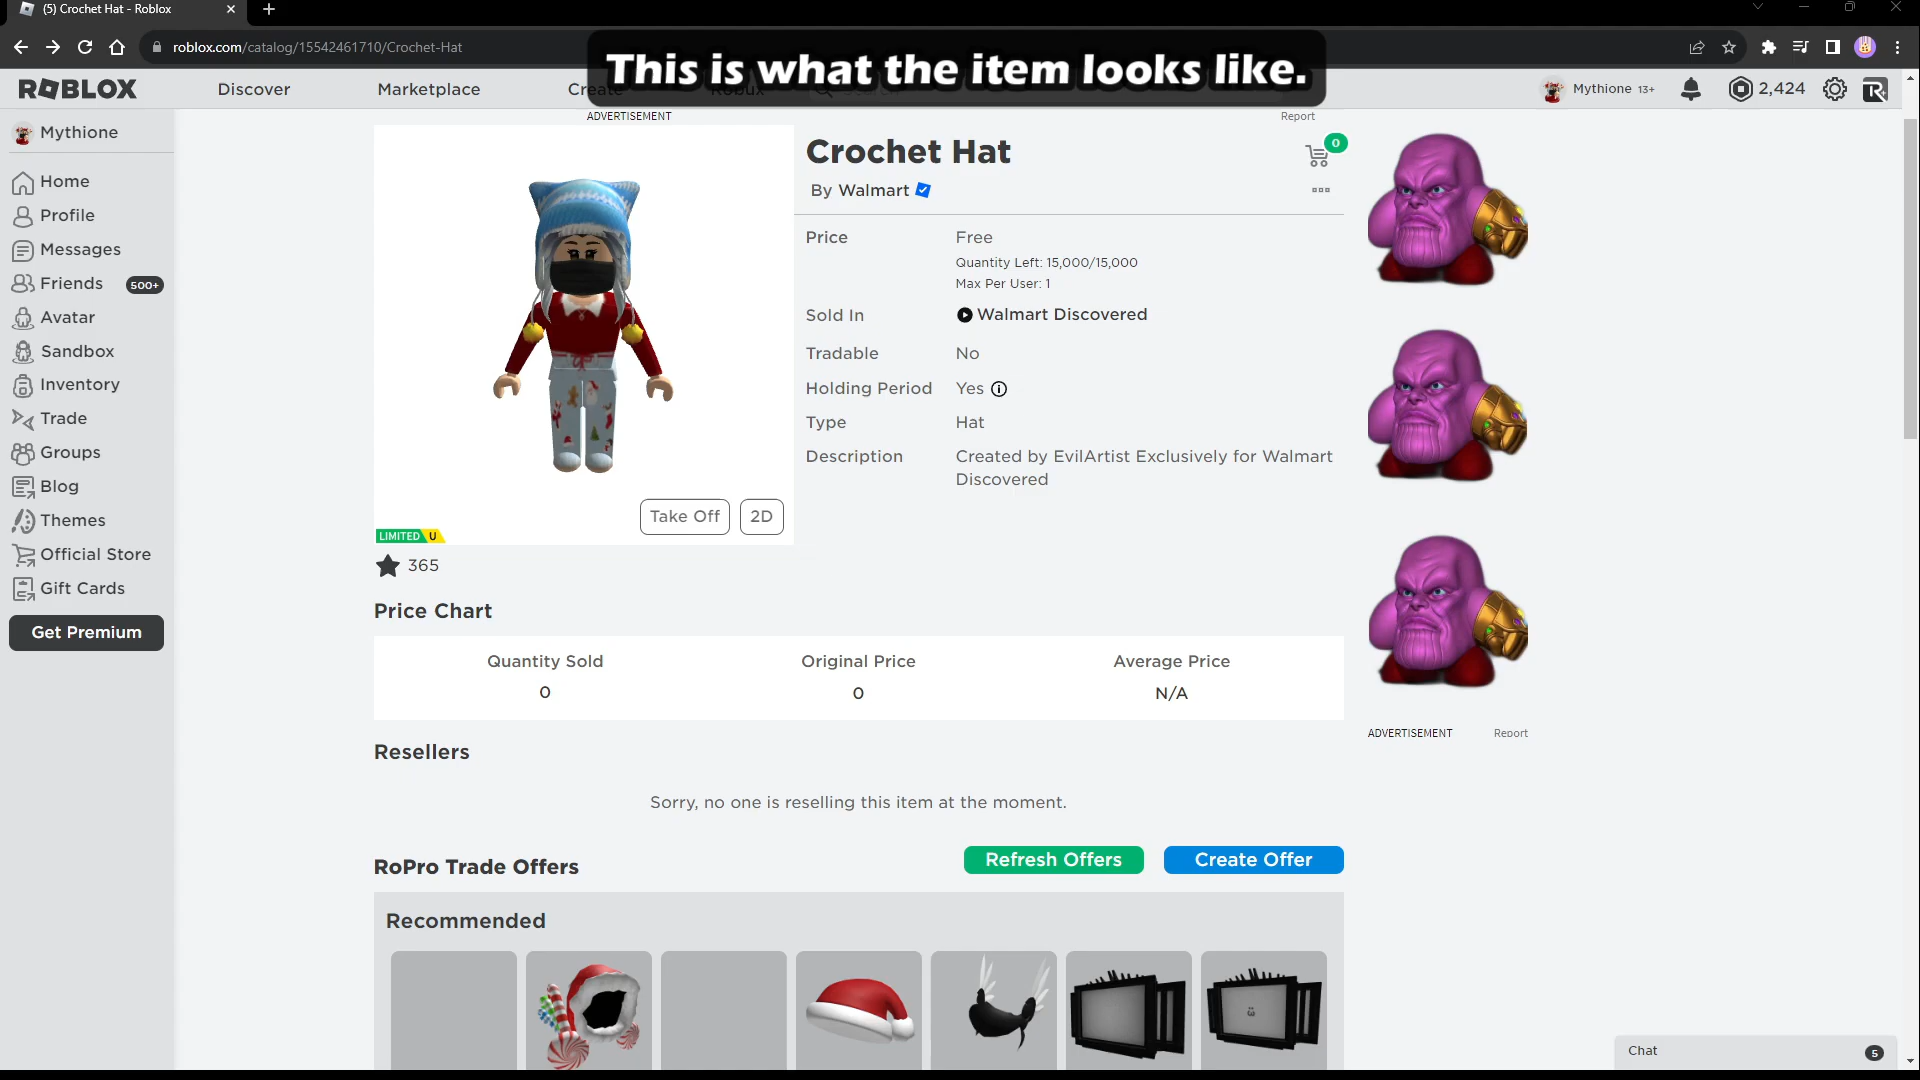 (5) Crochet Hat - Roblox
roblox.com/catalog/15542461710/Crochet-Hat
This is what the item looks like.
ROBLOX
Discover
Marketplace
Create
Robux
Mythione 13+
2,424
ADVERTISEMENT
Report
Mythione
Home
Profile
Messages
Friends 500+
Avatar
Sandbox
Inventory
Trade
Groups
Blog
Themes
Official Store
Gift Cards
Get Premium
Crochet Hat
0
By Walmart
Price Free
Quantity Left: 15,000/15,000
Max Per User: 1
Sold In Walmart Discovered
Tradable No
Holding Period Yes
Type Hat
Description Created by EvilArtist Exclusively for Walmart
Discovered
Take Off 2D
LIMITED U
365
Price Chart
Quantity Sold Original Price Average Price
0 0 N/A
ADVERTISEMENT Report
Resellers
Sorry, no one is reselling this item at the moment.
RoPro Trade Offers
Refresh Offers
Create Offer
Recommended
Chat 5